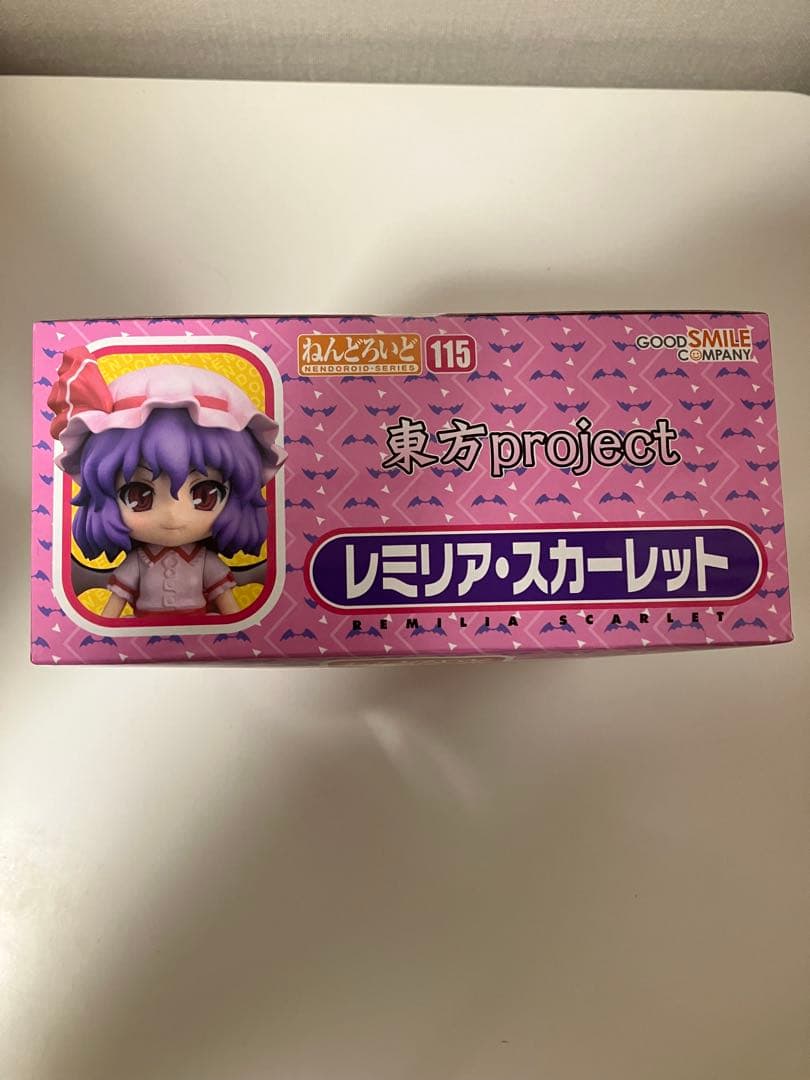 ねんどろいど 115
NENDOROID・SERIES
GOOD SMILE
COMPANY
東方project
レミリア・スカーレット
REMILIA SCARLET